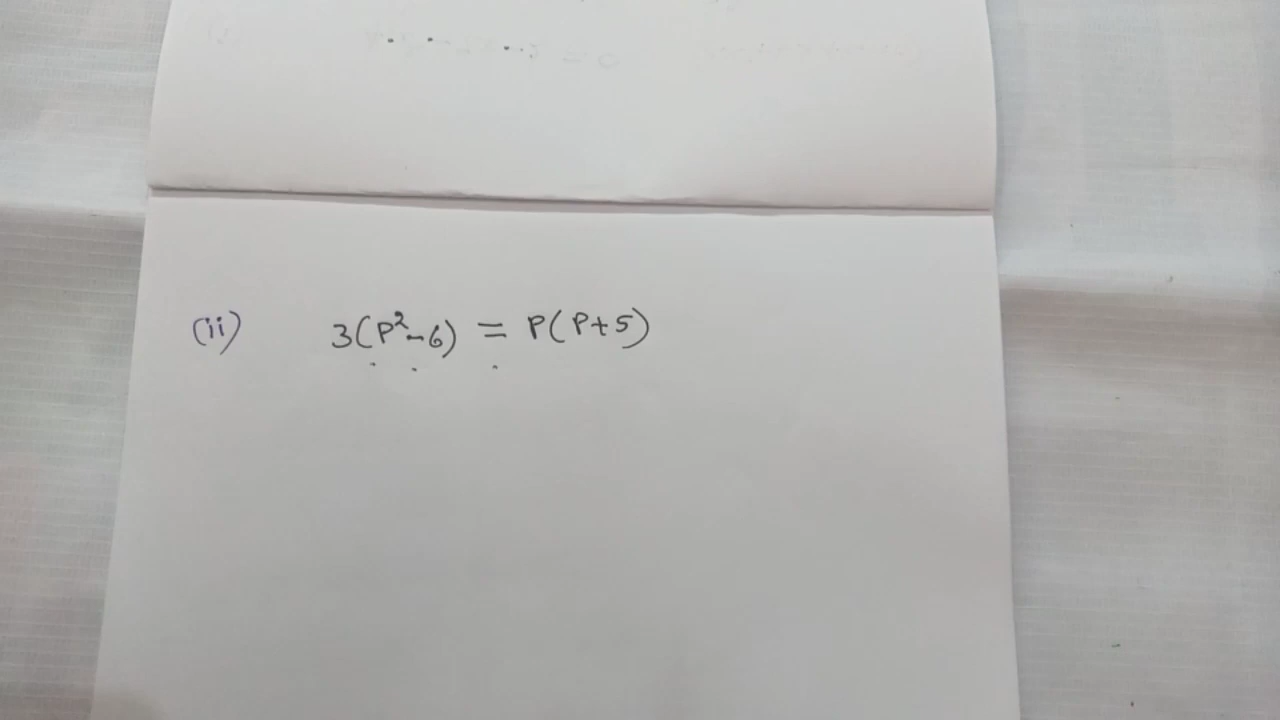 (ii) 3(P²-6) = P(P+5)